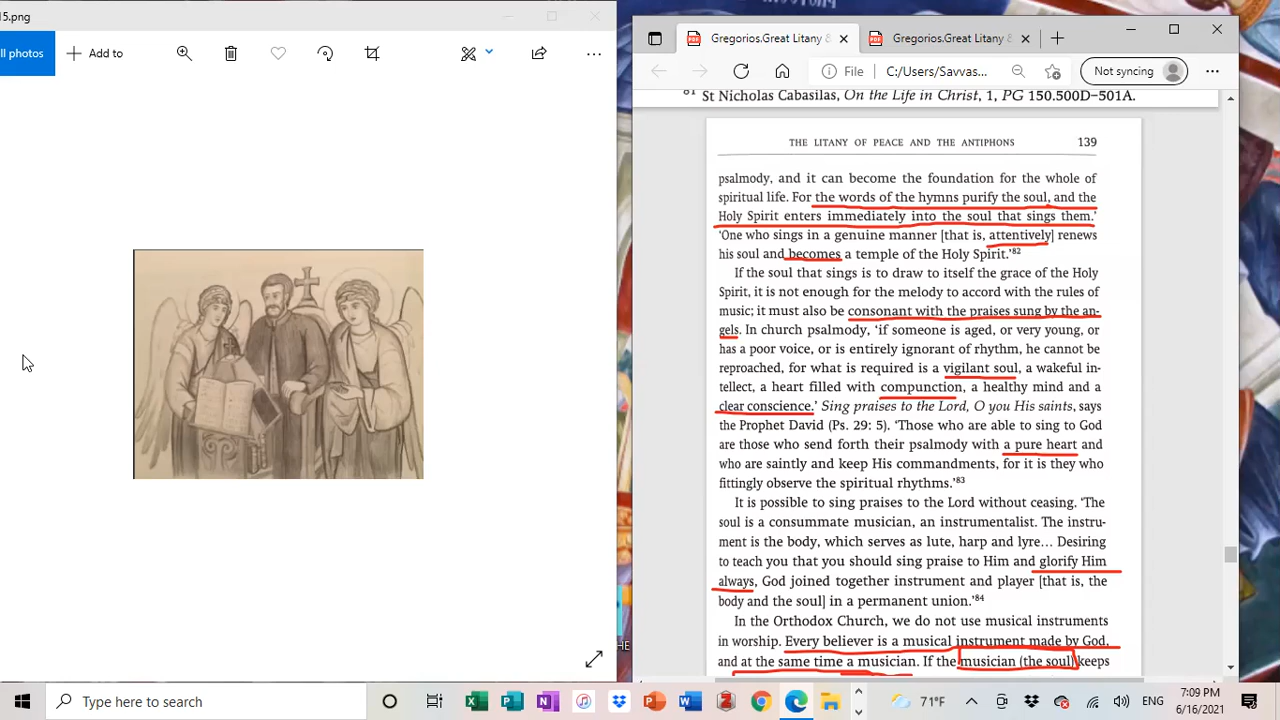 5.png
ll photos
Add to
Gregorios.Great Litany &
Gregorios.Great Litany &
File
C:/Users/Savvas...
Not syncing
81 St Nicholas Cabasilas, On the Life in Christ, 1, PG 150.500D–501A.
THE LITANY OF PEACE AND THE ANTIPHONS 139
psalmody, and it can become the foundation for the whole of
spiritual life. For the words of the hymns purify the soul, and the
Holy Spirit enters immediately into the soul that sings them.'
'One who sings in a genuine manner [that is, attentively] renews
his soul and becomes a temple of the Holy Spirit.'82
If the soul that sings is to draw to itself the grace of the Holy
Spirit, it is not enough for the melody to accord with the rules of
music; it must also be consonant with the praises sung by the an-
gels. In church psalmody, 'if someone is aged, or very young, or
has a poor voice, or is entirely ignorant of rhythm, he cannot be
reproached, for what is required is a vigilant soul, a wakeful in-
tellect, a heart filled with compunction, a healthy mind and a
clear conscience.' Sing praises to the Lord, O you His saints, says
the Prophet David (Ps. 29: 5). 'Those who are able to sing to God
are those who send forth their psalmody with a pure heart and
who are saintly and keep His commandments, for it is they who
fittingly observe the spiritual rhythms.'83
It is possible to sing praises to the Lord without ceasing. 'The
soul is a consummate musician, an instrumentalist. The instru-
ment is the body, which serves as lute, harp and lyre... Desiring
to teach you that you should sing praise to Him and glorify Him
always, God joined together instrument and player [that is, the
body and the soul] in a permanent union.'84
In the Orthodox Church, we do not use musical instruments
in worship. Every believer is a musical instrument made by God,
and at the same time a musician. If the musician (the soul) keeps
HE
Type here to search
71°F
ENG
7:09 PM
6/16/2021